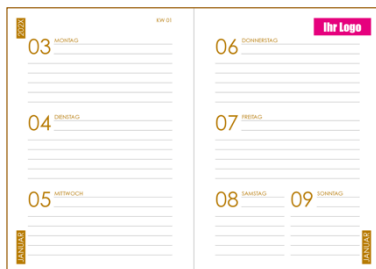 202X
KW 01
03 MONTAG
04 DIENSTAG
05 MITTWOCH
JANUAR
Ihr Logo
06 DONNERSTAG
07 FREITAG
08 SAMSTAG
09 SONNTAG
JANUAR